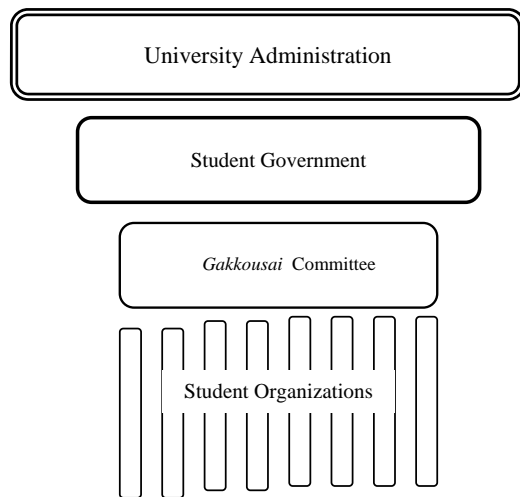 University Administration
Student Government
Gakkousai Committee
Student Organizations